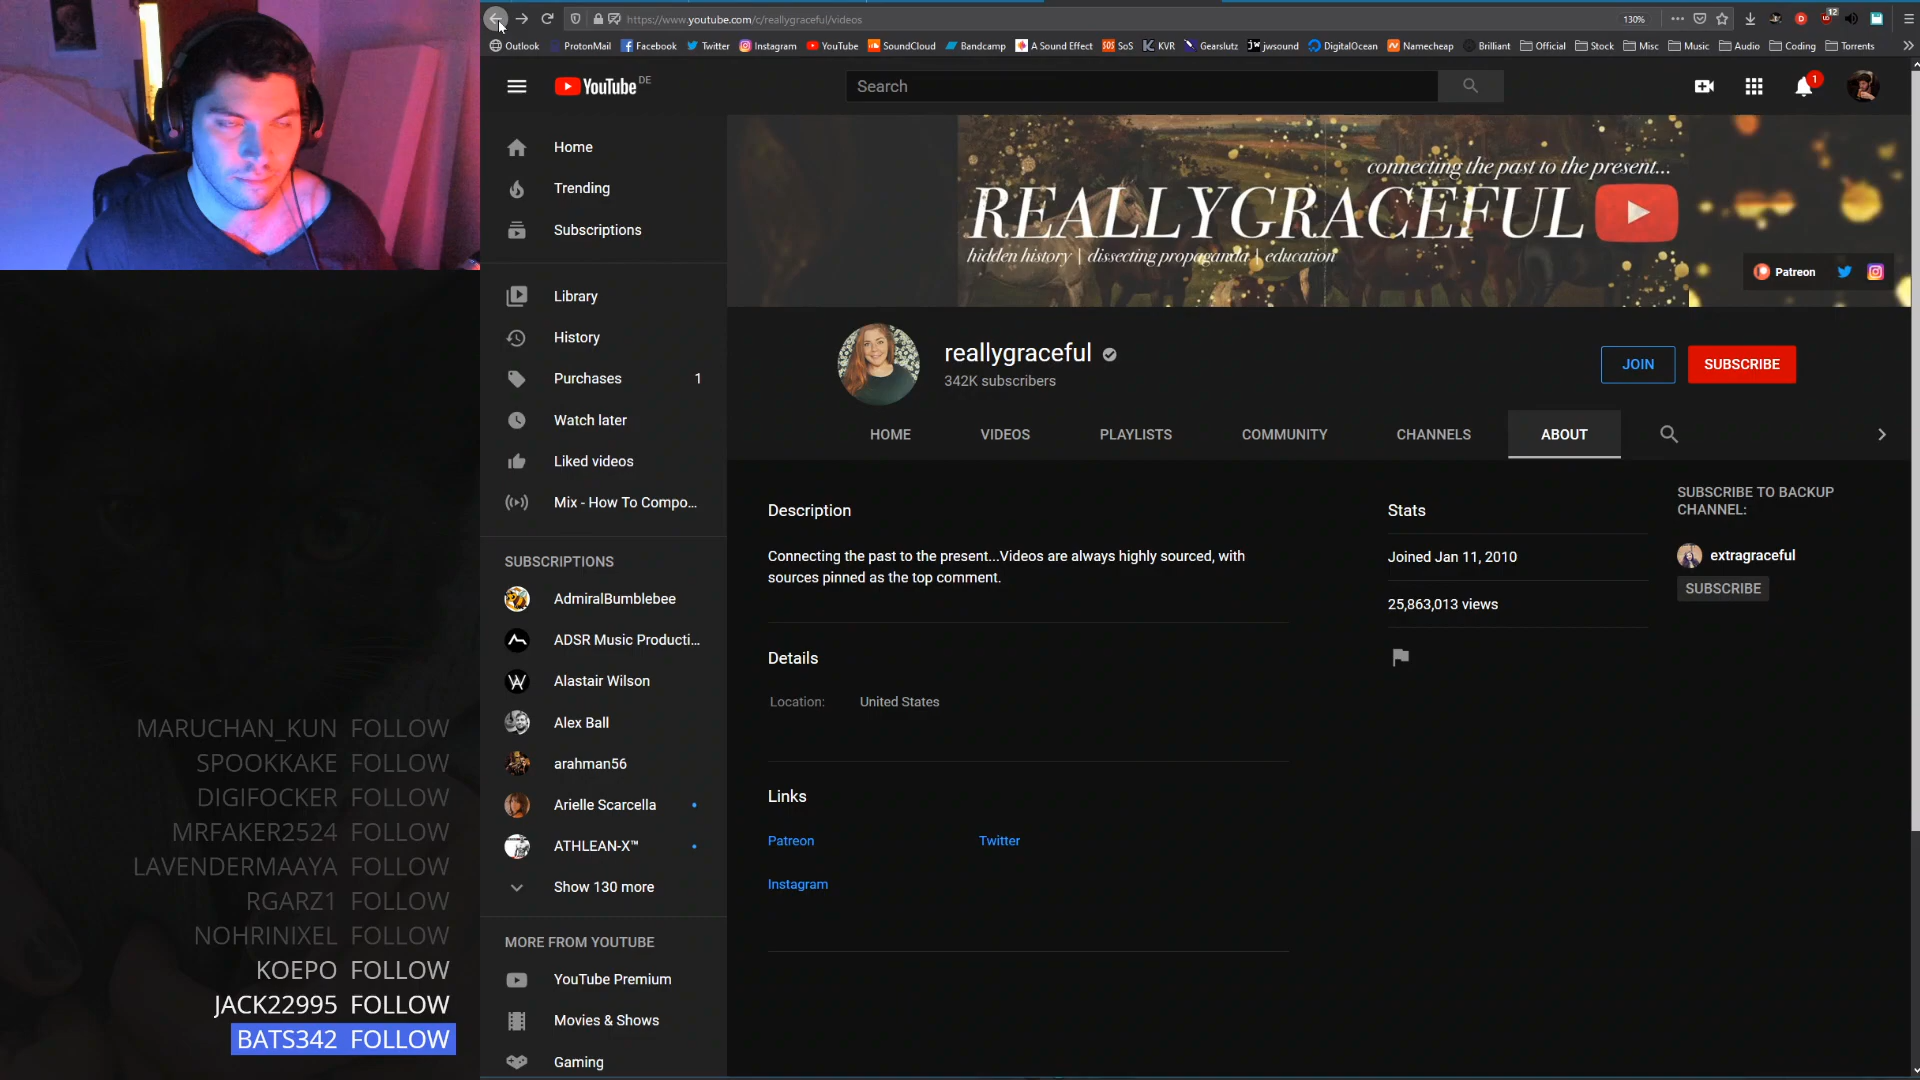 https://www.youtube.com/c/reallygraceful/videos
130%
12
Outlook
ProtonMail
Facebook
Twitter
Instagram
YouTube
SoundCloud
Bandcamp
A Sound Effect
SOS
SoS
KVR
Gearslutz
jwsound
DigitalOcean
Namecheap
Brilliant
Official
Stock
Misc
Music
Audio
Coding
Torrents
YouTube DE
Search
1
Home
Trending
Subscriptions
Library
History
Purchases 1
Watch later
Liked videos
Mix - How To Compo...
SUBSCRIPTIONS
AdmiralBumblebee
ADSR Music Producti...
Alastair Wilson
Alex Ball
arahman56
Arielle Scarcella
ATHLEAN-X™
Show 130 more
MORE FROM YOUTUBE
YouTube Premium
Movies & Shows
Gaming
connecting the past to the present...
REALLYGRACEFUL
hidden history | dissecting propaganda | education
Patreon
reallygraceful
342K subscribers
JOIN
SUBSCRIBE
HOME
VIDEOS
PLAYLISTS
COMMUNITY
CHANNELS
ABOUT
Description
Connecting the past to the present...Videos are always highly sourced, with
sources pinned as the top comment.
Details
Location: United States
Links
Patreon
Twitter
Instagram
Stats
Joined Jan 11, 2010
25,863,013 views
SUBSCRIBE TO BACKUP
CHANNEL:
extragraceful
SUBSCRIBE
MARUCHAN_KUN FOLLOW
SPOOKKAKE FOLLOW
DIGIFOCKER FOLLOW
MRFAKER2524 FOLLOW
LAVENDERMAAYA FOLLOW
RGARZ1 FOLLOW
NOHRINIXEL FOLLOW
KOEPO FOLLOW
JACK22995 FOLLOW
BATS342 FOLLOW